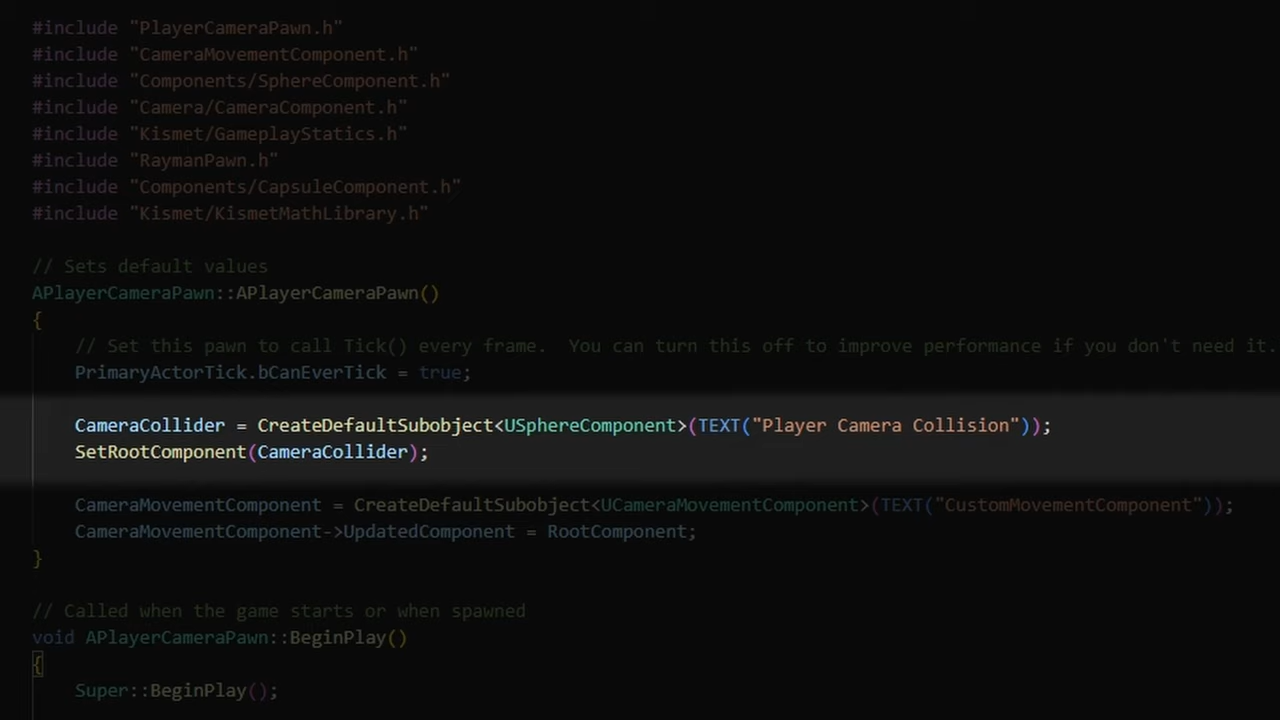 #include "PlayerCameraPawn.h"
#include "CameraMovementComponent.h"
#include "Components/SphereComponent.h"
#include "Camera/CameraComponent.h"
#include "Kismet/GameplayStatics.h"
#include "RaymanPawn.h"
#include "Components/CapsuleComponent.h"
#include "Kismet/KismetMathLibrary.h"
// Sets default values
APlayerCameraPawn::APlayerCameraPawn()
{
// Set this pawn to call Tick() every frame.  You can turn this off to improve performance if you don't need it.
PrimaryActorTick.bCanEverTick = true;
CameraCollider = CreateDefaultSubobject<USphereComponent>(TEXT("Player Camera Collision"));
SetRootComponent(CameraCollider);
CameraMovementComponent = CreateDefaultSubobject<UCameraMovementComponent>(TEXT("CustomMovementComponent"));
CameraMovementComponent->UpdatedComponent = RootComponent;
}
// Called when the game starts or when spawned
void APlayerCameraPawn::BeginPlay()
{
Super::BeginPlay();